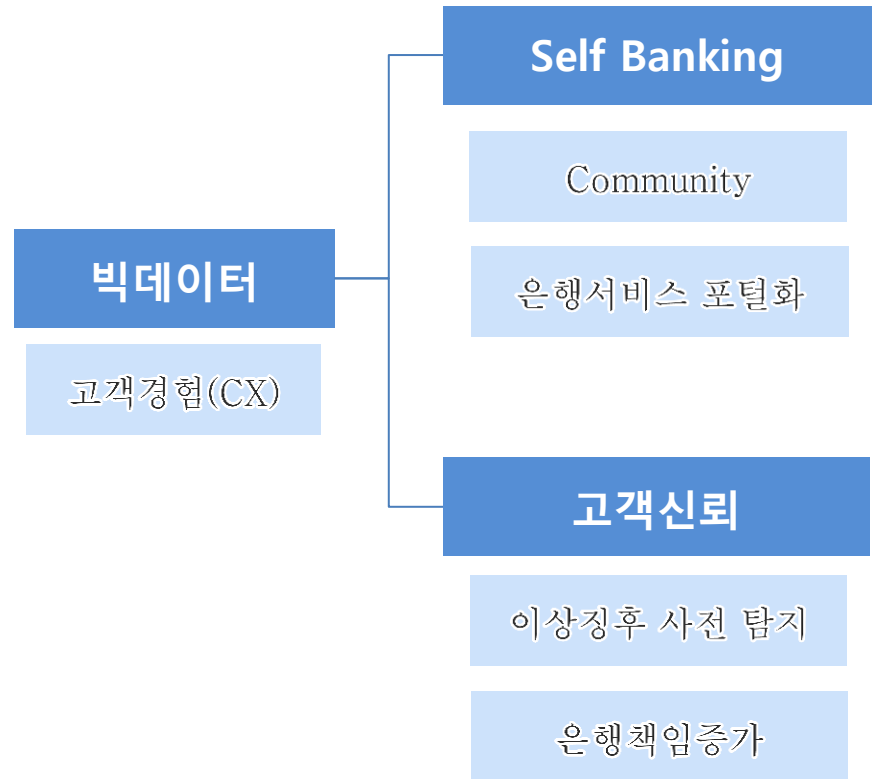 Self Banking
Community
은행서비스 포털화
빅데이터
고객경험(CX)
고객신뢰
이상징후 사전 탐지
은행책임증가